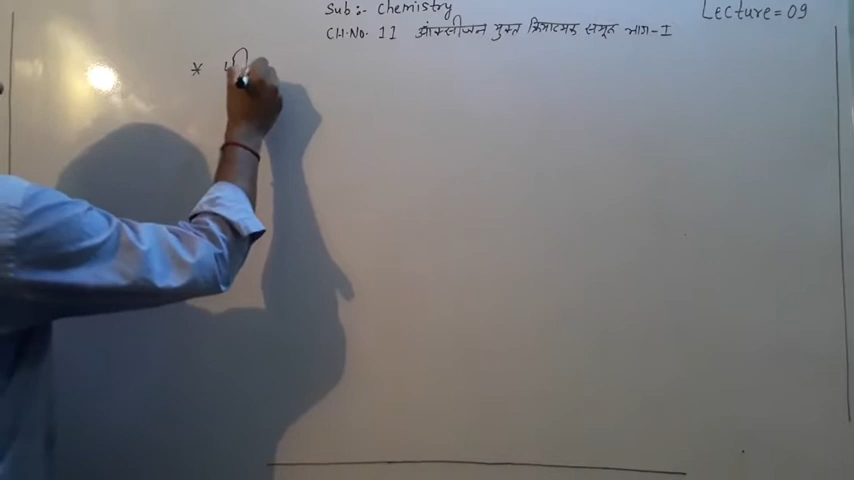 Sub:- Chemistry
Lecture = 09
CH.No. 11 ऑक्सीजन युक्त क्रियात्मक समूह भाग-I
*